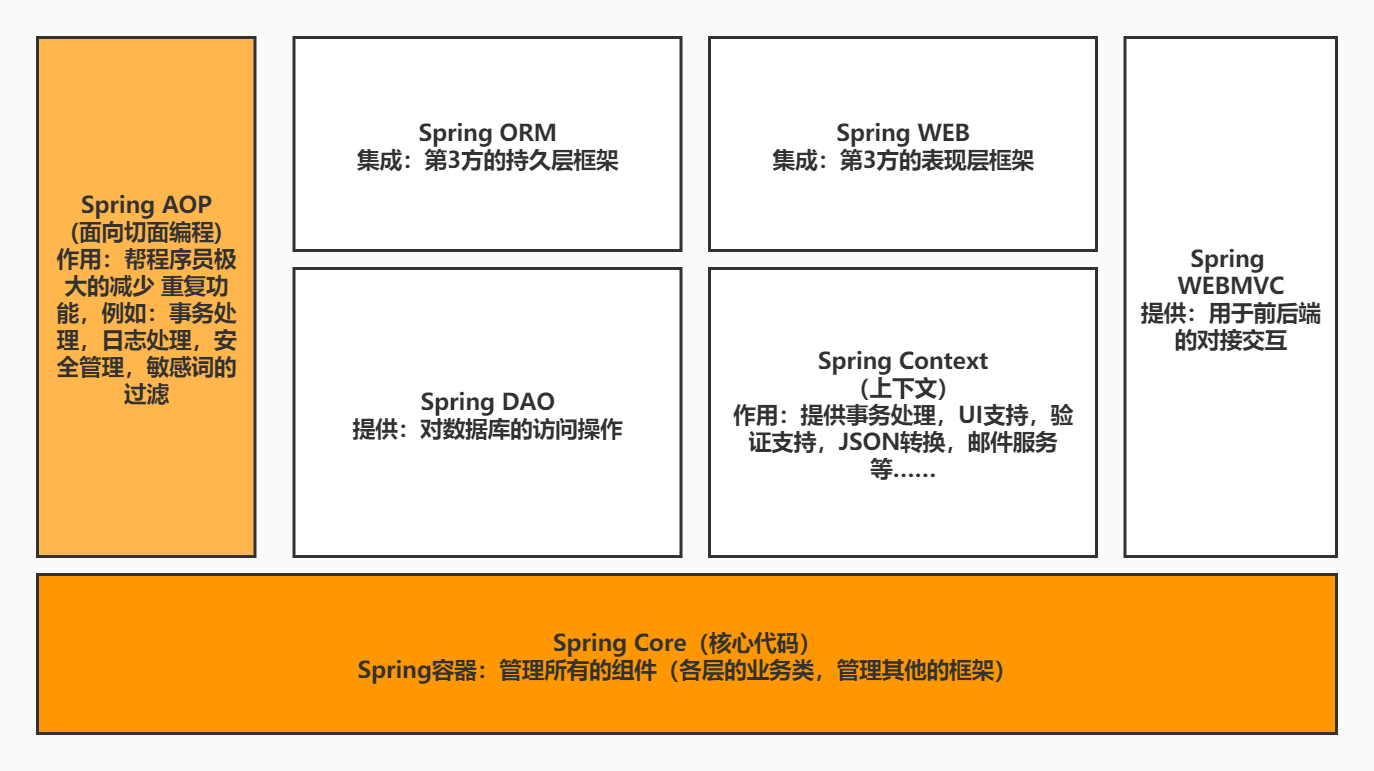 Spring AOP
(面向切面编程)
作用：帮程序员极
大的减少 重复功
能，例如：事务处
理，日志处理，安
全管理，敏感词的
过滤
Spring ORM
集成：第3方的持久层框架
Spring WEB
集成：第3方的表现层框架
Spring DAO
提供：对数据库的访问操作
Spring Context
（上下文）
作用：提供事务处理，UI支持，验
证支持，JSON转换，邮件服务
等……
Spring
WEBMVC
提供：用于前后端
的对接交互
Spring Core（核心代码）
Spring容器：管理所有的组件（各层的业务类，管理其他的框架）